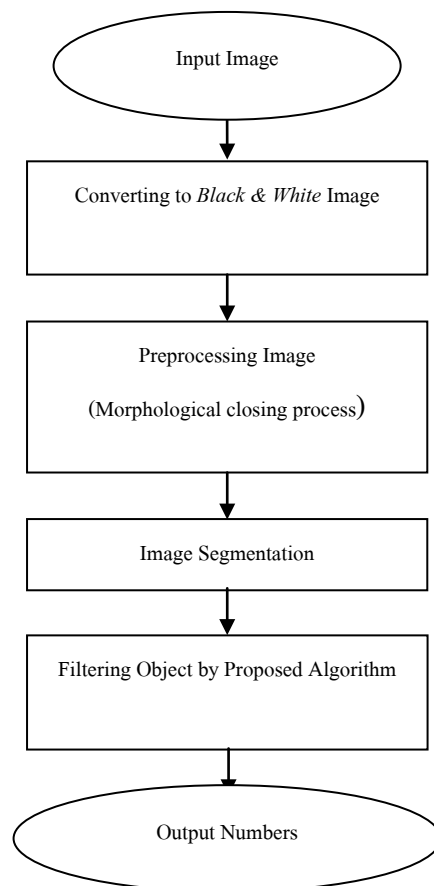 Input Image
Converting to Black & White Image
Preprocessing Image
(Morphological closing process)
Image Segmentation
Filtering Object by Proposed Algorithm
Output Numbers